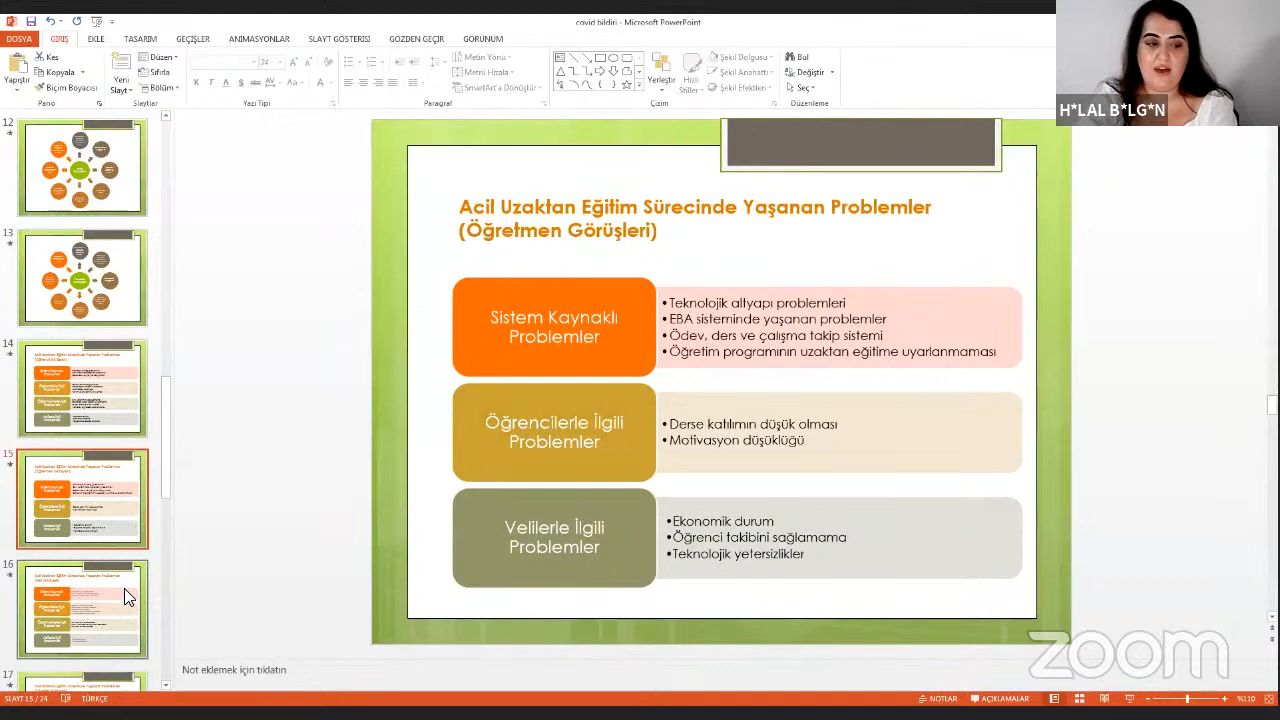 covid bildiri - Microsoft PowerPoint
DOSYA GİRİŞ EKLE TASARIM GEÇİŞLER ANİMASYONLAR SLAYT GÖSTERİSİ GÖZDEN GEÇİR GÖRÜNÜM
Yapıştır
Kes
Kopyala
Biçim Boyacısı
Pano
Yeni
Slayt
Düzen
Sıfırla
Bölüm
Slaytlar
24
K T A S
Yazı Tipi
Metin Yönü
Metni Hizala
SmartArt'a Dönüştür
Paragraf
Yerleştir
Hızlı
Stiller
Şekil Dolgusu
Şekil Anahattı
Şekil Efektleri
Çizim
Bul
Değiştir
Seç
Düzenleme
H*LAL B*LG*N
12
13
14
15
16
17
Acil Uzaktan Eğitim Sürecinde Yaşanan Problemler
(Öğretmen Görüşleri)
Sistem Kaynaklı
Problemler
•Teknolojik altyapı problemleri
•EBA sisteminde yaşanan problemler
•Ödev, ders ve çalışma takip sistemi
•Öğretim programının uzaktan eğitime uyarlanmaması
Öğrencilerle İlgili
Problemler
•Derse katılımın düşük olması
•Motivasyon düşüklüğü
Velilerle İlgili
Problemler
•Ekonomik durum
•Öğrenci takibini sağlamama
•Teknolojik yetersizlikler
zoom
Not eklemek için tıklatın
SLAYT 15 / 24 TÜRKÇE NOTLAR AÇIKLAMALAR %110